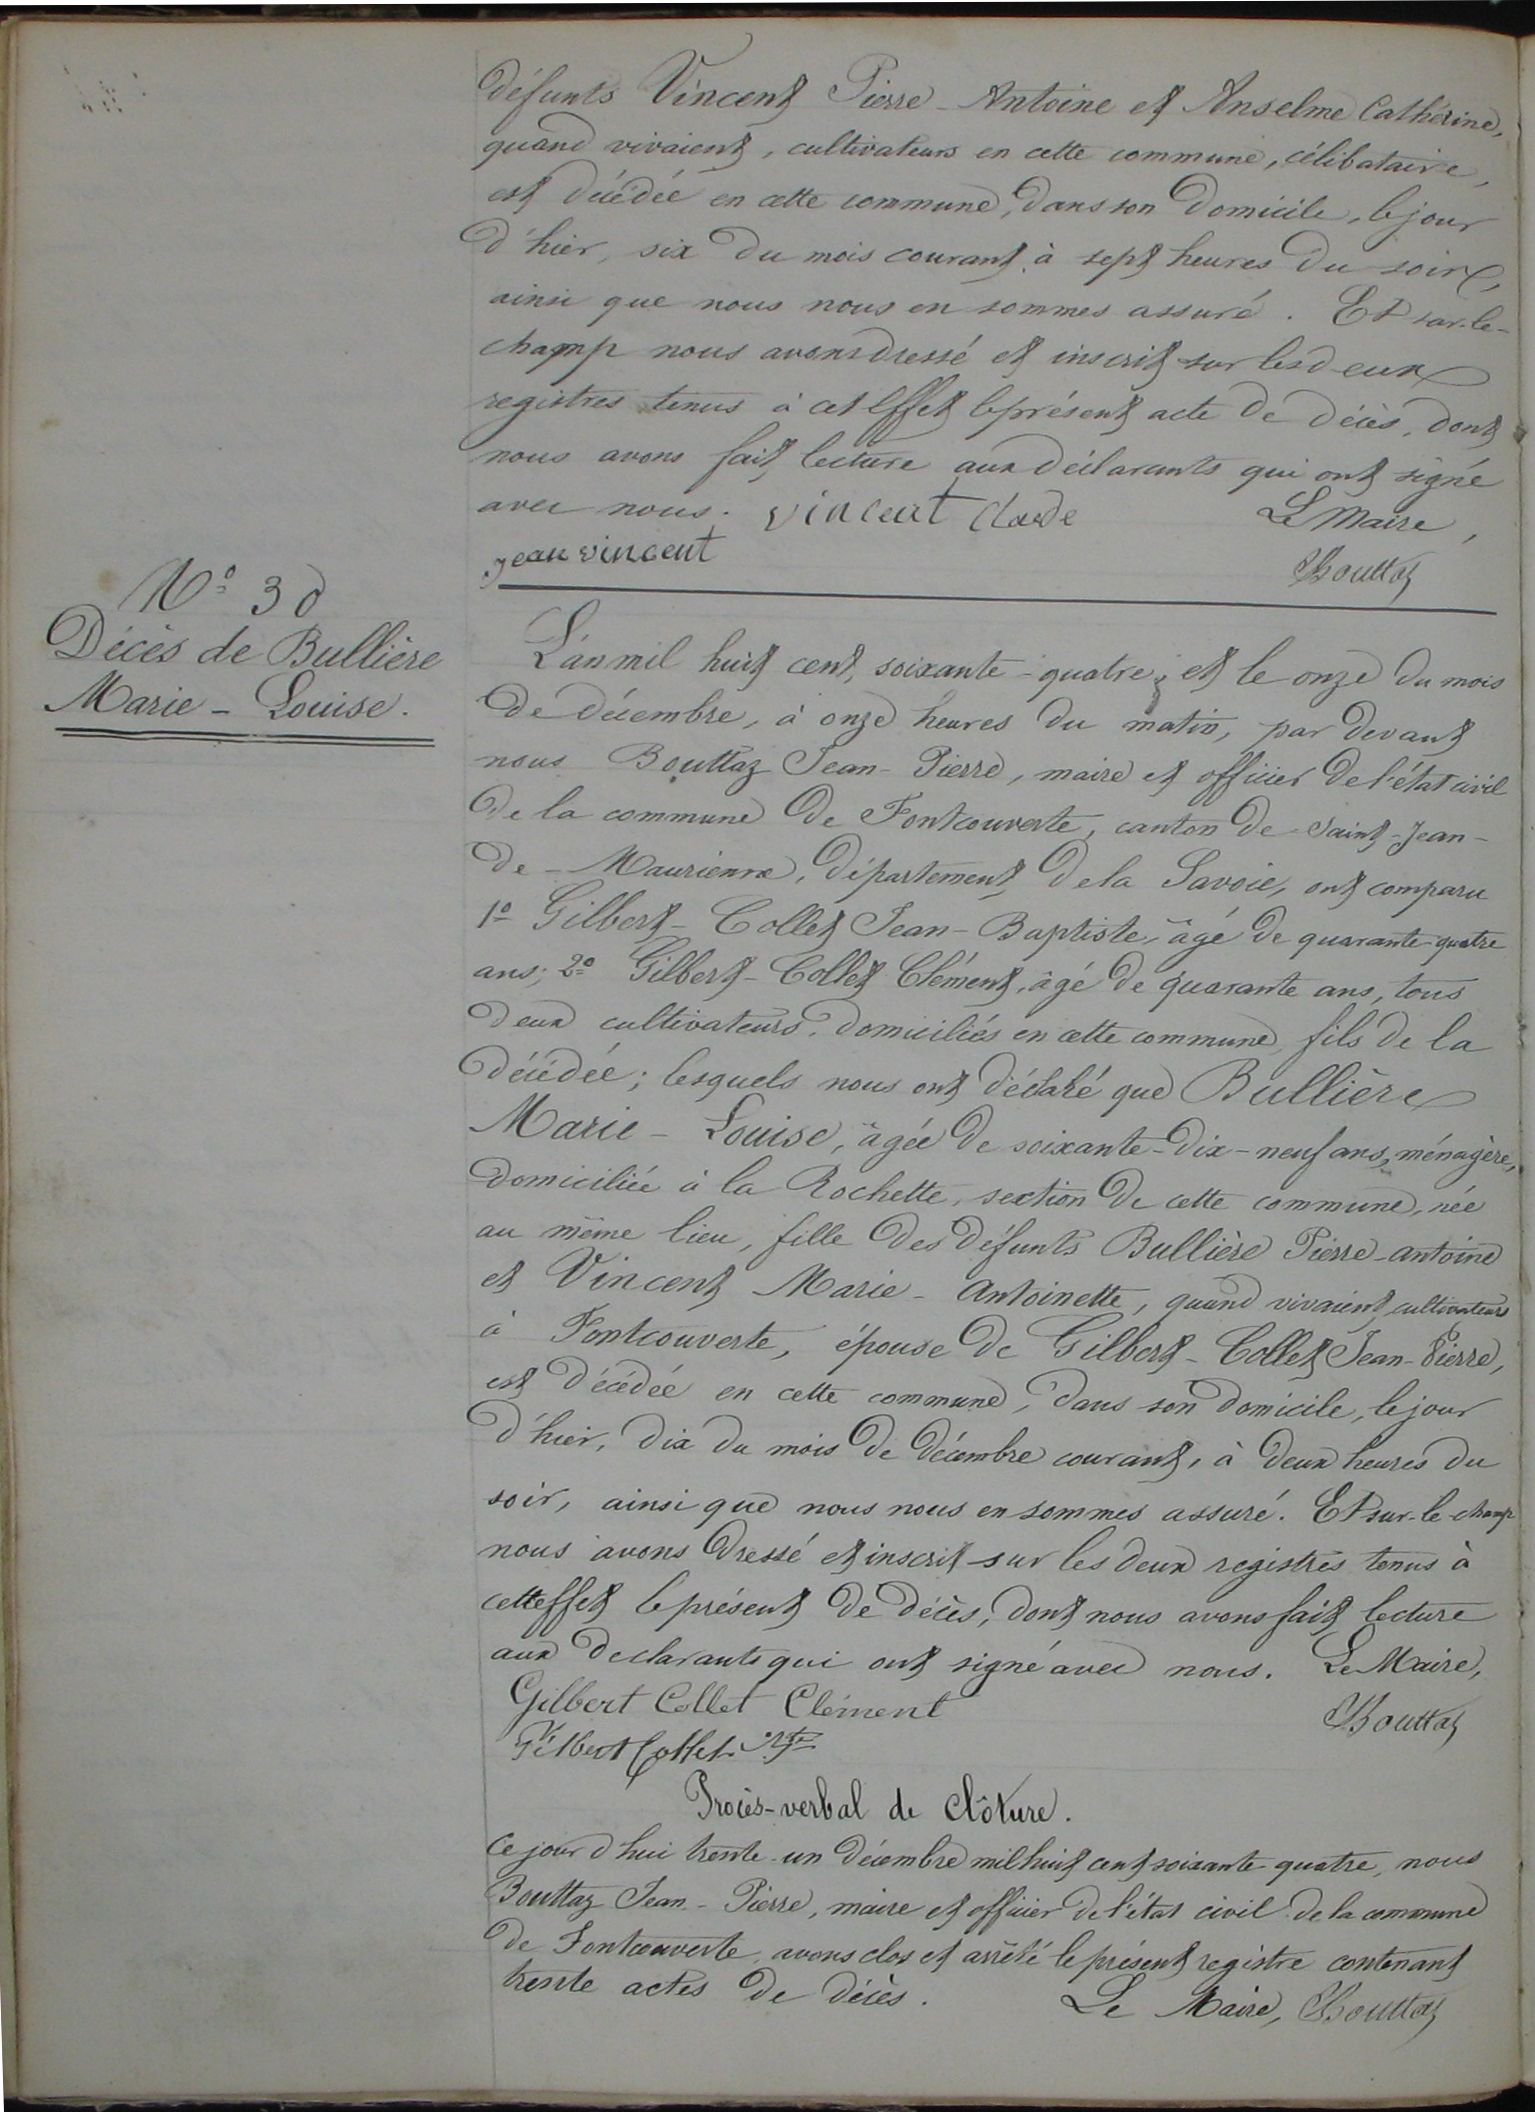 défunts Vincent Pierre-Antoine et Anselme Cathérine,
quand vivaient, cultivateurs en cette commune, célibataire,
est décédée en cette commune, dans son domicile, le jour
d'hier, six du mois courant à sept heures du soir,
ainsi que nous nous en sommes assuré. Et sur-le-
champ nous avons dressé et inscrit sur les deux
registres tenus à cet effet le présent acte de décès, dont
nous avons fait lecture aux déclarants qui ont signé
avec nous. vincent Claude Le Maire,
jean vincent Bouttaz
N° 30
Décès de Bullière
Marie-Louise.
L'an mil huit cent soixante-quatre, et le onze du mois
de décembre, à onze heures du matin, par devant
nous Bouttaz Jean-Pierre, maire et officier de l'état civil
de la commune de Fontcouverte, canton de Saint-Jean-
de-Maurienne, département de la Savoie, ont comparu
1° Gilbert-Collet Jean-Baptiste, âgé de quarante-quatre
ans; 2° Gilbert-Collet Clément, âgé de quarante ans, tous
deux cultivateurs domiciliés en cette commune, fils de la
décédée; lesquels nous ont déclaré que Bullière
Marie-Louise, âgée de soixante-dix-neuf ans, ménagère,
domiciliée à la Rochette, section de cette commune, née
au même lieu, fille des défunts Bullière Pierre-antoine
et Vincent Marie-Antoinette, quand vivaient, cultivateurs
à Fontcouverte, épouse de Gilbert-Collet Jean-Pierre,
est décédée en cette commune, dans son domicile, le jour
d'hier, dix du mois de décembre courant, à deux heures du
soir, ainsi que nous nous en sommes assuré. Et sur-le-champ
nous avons dressé et inscrit sur les deux registres tenus à
cet effet le présent de décès, dont nous avons fait lecture
aux declarants qui ont signé avec nous. Le Maire,
Gilbert Collet Clément Bouttaz
Gilbert Collet
Procès-verbal de clôture.
Ce jour d'hui trente-un décembre mil huit cent soixante quatre, nous
Bouttaz Jean-Pierre, maire et officier de l'état civil de la commune
de Fontcouverte, avons clos et arrêté le présent registre contenant
trente actes de décès. Le Maire, Bouttaz